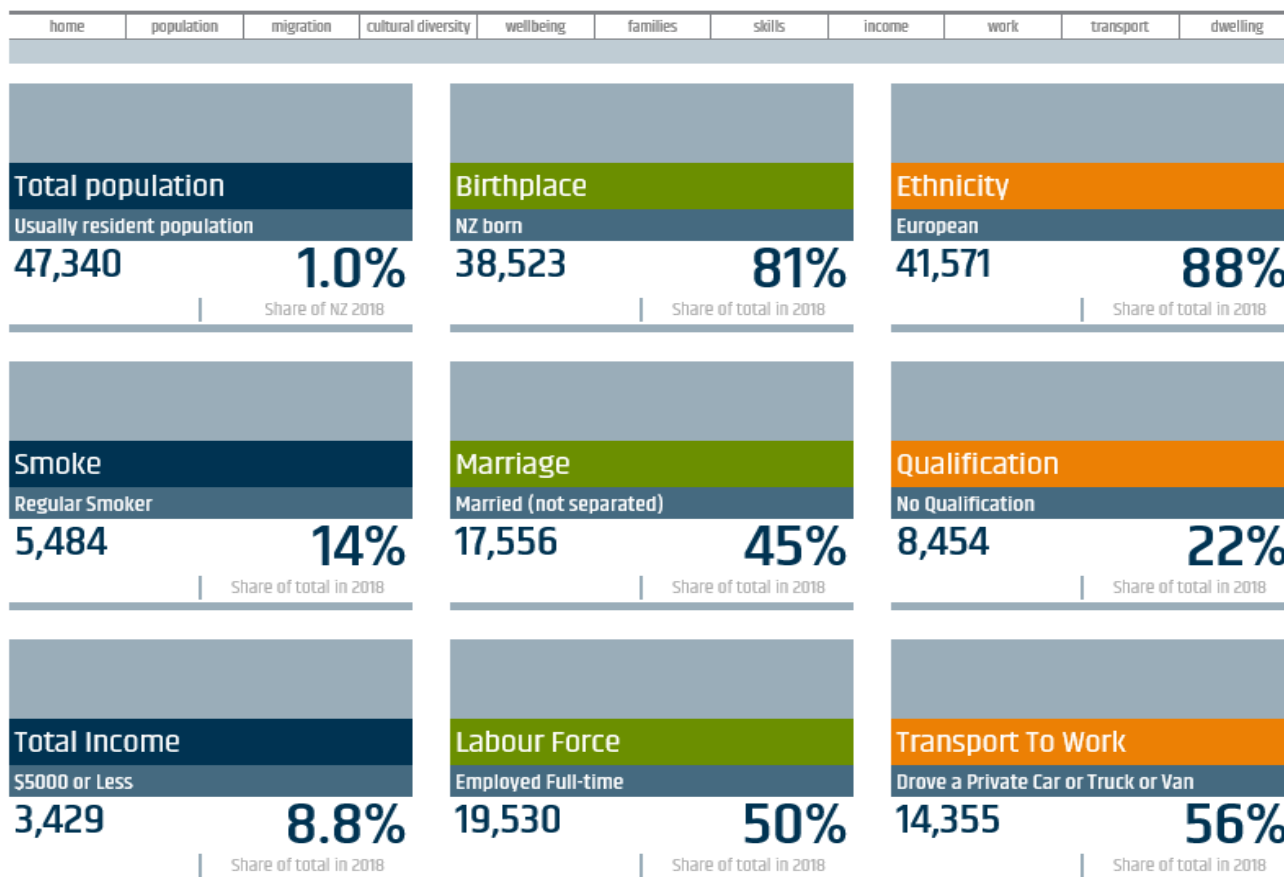 home population migration cultural diversity wellbeing families skills income work transport dwelling
Total population
Usually resident population
47,340 1.0%
Share of NZ 2018
Birthplace
NZ born
38,523 81%
Share of total in 2018
Ethnicity
European
41,571 88%
Share of total in 2018
Smoke
Regular Smoker
5,484 14%
Share of total in 2018
Marriage
Married (not separated)
17,556 45%
Share of total in 2018
Qualification
No Qualification
8,454 22%
Share of total in 2018
Total Income
$5000 or Less
3,429 8.8%
Share of total in 2018
Labour Force
Employed Full-time
19,530 50%
Share of total in 2018
Transport To Work
Drove a Private Car or Truck or Van
14,355 56%
Share of total in 2018